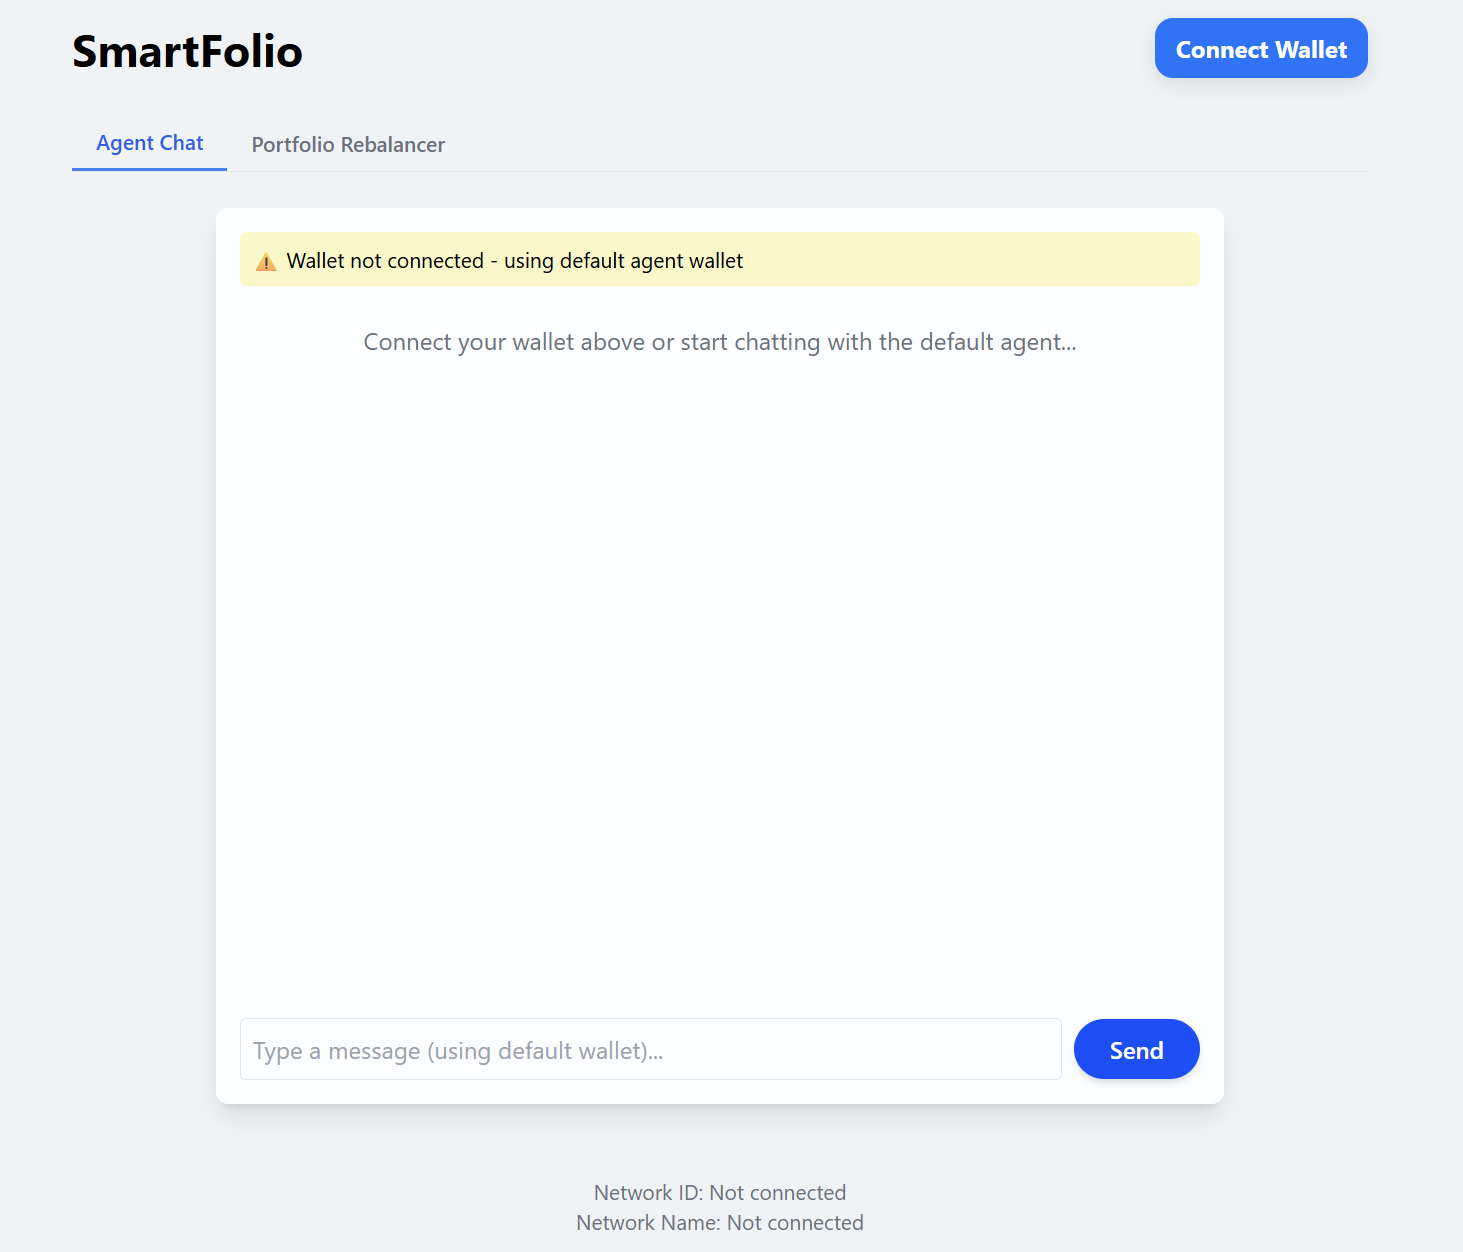 SmartFolio
Connect Wallet
Agent Chat
Portfolio Rebalancer
⚠️ Wallet not connected - using default agent wallet
Connect your wallet above or start chatting with the default agent...
Type a message (using default wallet)...
Send
Network ID: Not connected
Network Name: Not connected